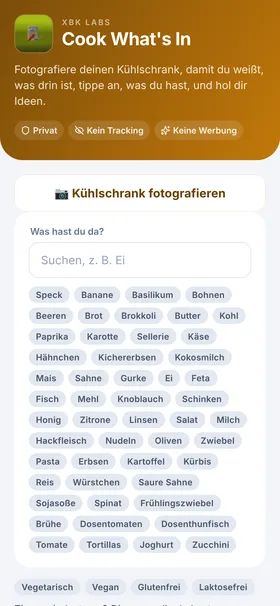 XBK LABS
Cook What's In
Fotografiere deinen Kühlschrank, damit du weißt,
was drin ist, tippe an, was du hast, und hol dir
Ideen.
Privat Kein Tracking Keine Werbung
Kühlschrank fotografieren
Was hast du da?
Suchen, z. B. Ei
Speck Banane Basilikum Bohnen
Beeren Brot Brokkoli Butter Kohl
Paprika Karotte Sellerie Käse
Hähnchen Kichererbsen Kokosmilch
Mais Sahne Gurke Ei Feta
Fisch Mehl Knoblauch Schinken
Honig Zitrone Linsen Salat Milch
Hackfleisch Nudeln Oliven Zwiebel
Pasta Erbsen Kartoffel Kürbis
Reis Würstchen Saure Sahne
Sojasoße Spinat Frühlingszwiebel
Brühe Dosentomaten Dosenthunfisch
Tomate Tortillas Joghurt Zucchini
Vegetarisch Vegan Glutenfrei Laktosefrei